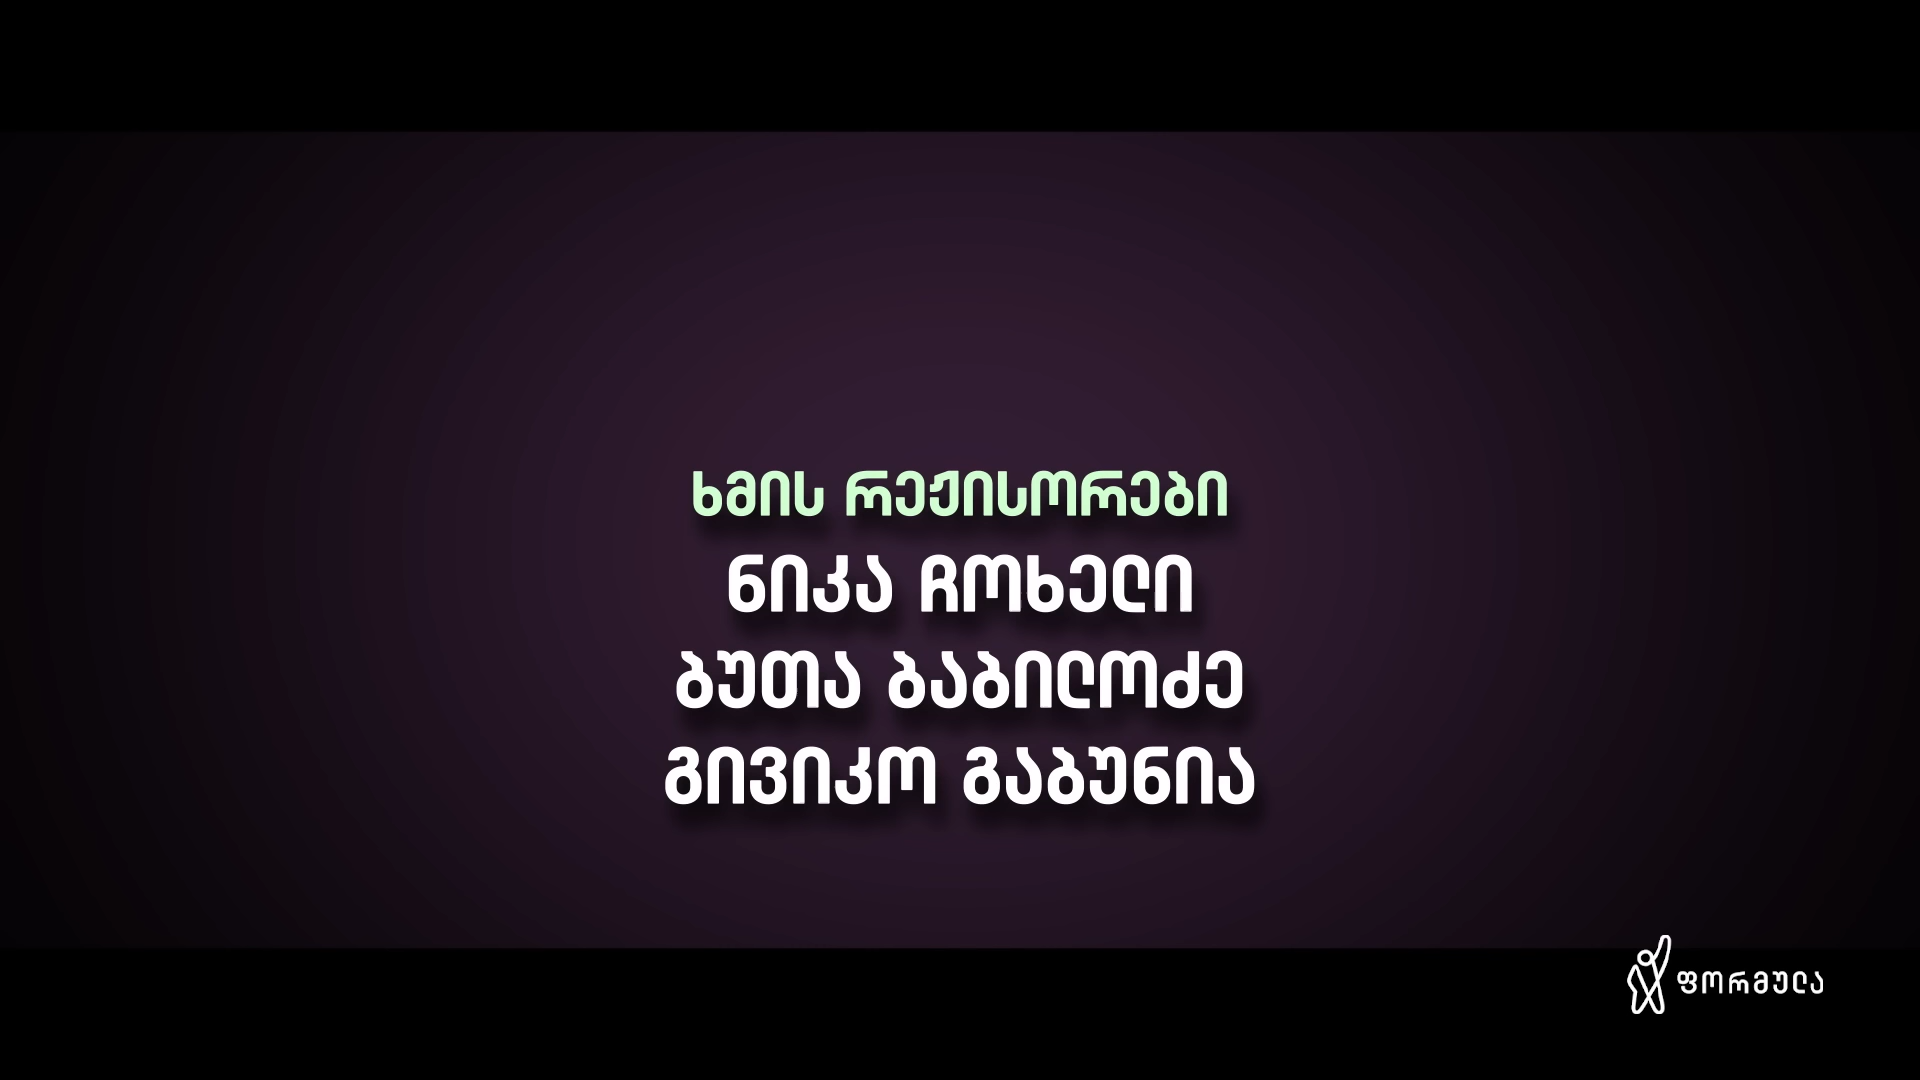 ხმის რეჟისორები
ნიკა ჩოხელი
ბუთა ბაბილოძე
გივიკო გაბუნია
ფორმულა